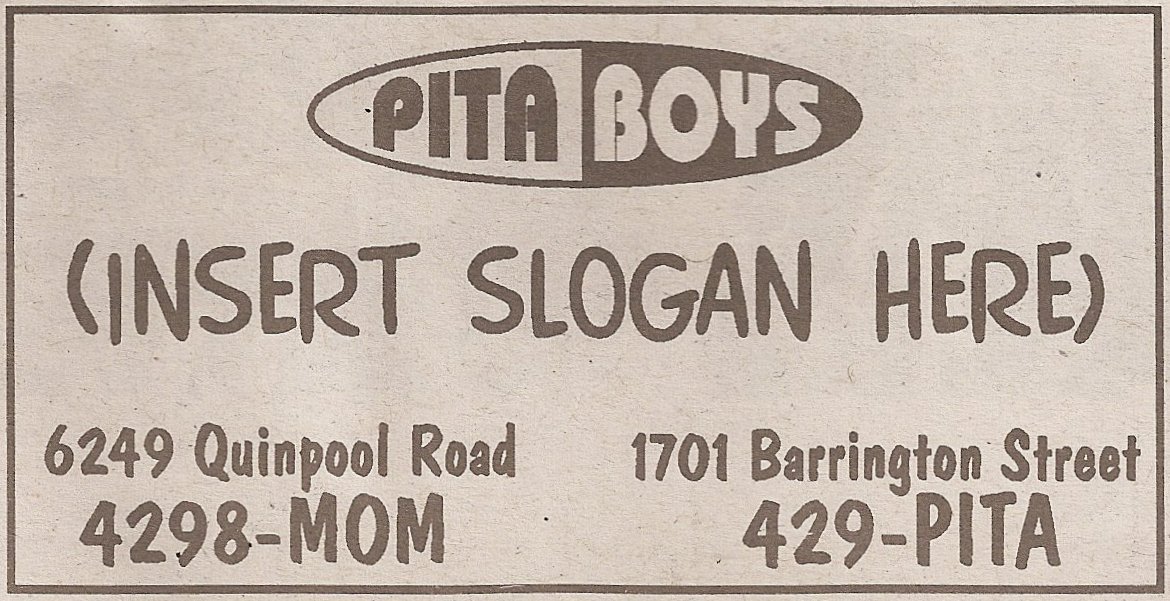 PITA BOYS
(INSERT SLOGAN HERE)
6249 Quinpool Road
4298-MOM
1701 Barrington Street
429-PITA